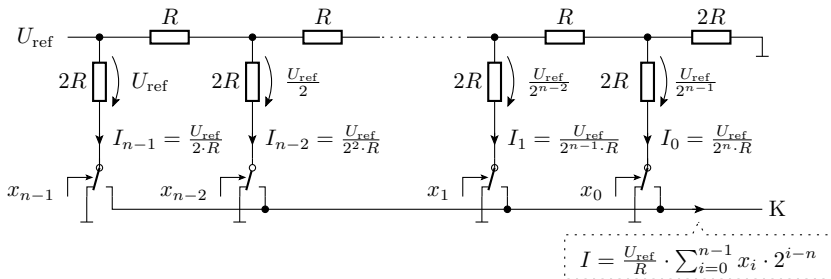 R R R 2R
U_ref
2R U_ref 2R U_ref/2 2R U_ref/2^{n-2} 2R U_ref/2^{n-1}
I_{n-1} = U_ref/(2·R) I_{n-2} = U_ref/(2^2·R) I_1 = U_ref/(2^{n-1}·R) I_0 = U_ref/(2^n·R)
x_{n-1} x_{n-2} x_1 x_0
K
I = U_ref/R · ∑_{i=0}^{n-1} x_i · 2^{i-n}